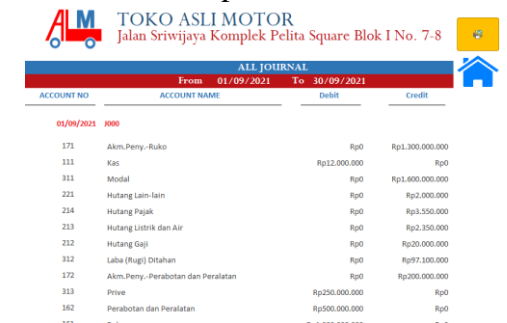 ALM TOKO ASLI MOTOR
Jalan Sriwijaya Komplek Pelita Square Blok I No. 7-8
ALL JOURNAL
From 01/09/2021 To 30/09/2021
ACCOUNT NO ACCOUNT NAME Debit Credit
01/09/2021 J000
171 Akm.Peny.-Ruko Rp0 Rp1.300.000.000
111 Kas Rp12.000.000 Rp0
311 Modal Rp0 Rp1.600.000.000
221 Hutang Lain-lain Rp0 Rp2.000.000
214 Hutang Pajak Rp0 Rp3.550.000
213 Hutang Listrik dan Air Rp0 Rp2.350.000
212 Hutang Gaji Rp0 Rp20.000.000
312 Laba (Rugi) Ditahan Rp0 Rp97.100.000
172 Akm.Peny.-Perabotan dan Peralatan Rp0 Rp200.000.000
313 Prive Rp250.000.000 Rp0
162 Perabotan dan Peralatan Rp500.000.000 Rp0